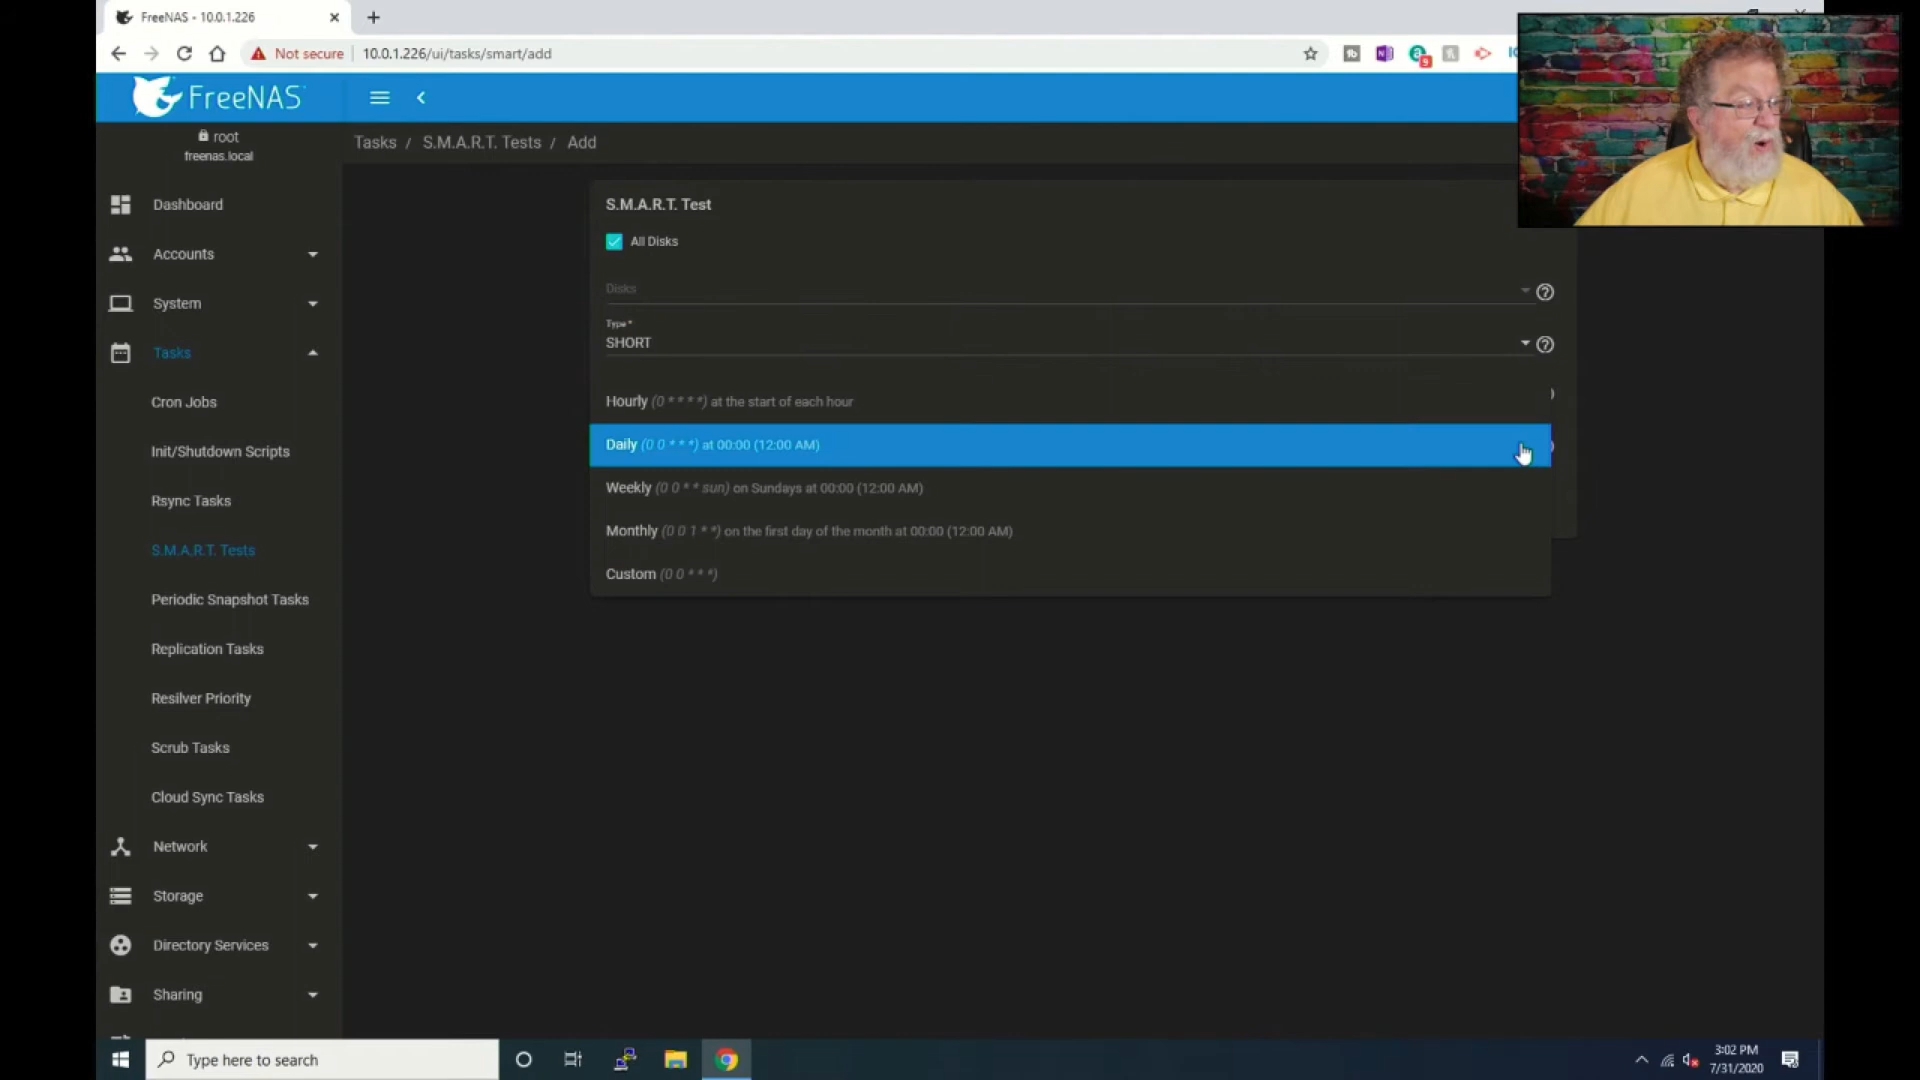 FreeNAS - 10.0.1.226
Not secure
10.0.1.226/ui/tasks/smart/add
9
FreeNAS
root
freenas.local
Tasks / S.M.A.R.T. Tests / Add
Dashboard
Accounts
System
Tasks
Cron Jobs
Init/Shutdown Scripts
Rsync Tasks
S.M.A.R.T. Tests
Periodic Snapshot Tasks
Replication Tasks
Resilver Priority
Scrub Tasks
Cloud Sync Tasks
Network
Storage
Directory Services
Sharing
S.M.A.R.T. Test
All Disks
Disks
Type *
SHORT
Hourly (0 * * * *) at the start of each hour
Daily (0 0 * * *) at 00:00 (12:00 AM)
Weekly (0 0 * * sun) on Sundays at 00:00 (12:00 AM)
Monthly (0 0 1 * *) on the first day of the month at 00:00 (12:00 AM)
Custom (0 0 * * *)
Type here to search
3:02 PM
7/31/2020